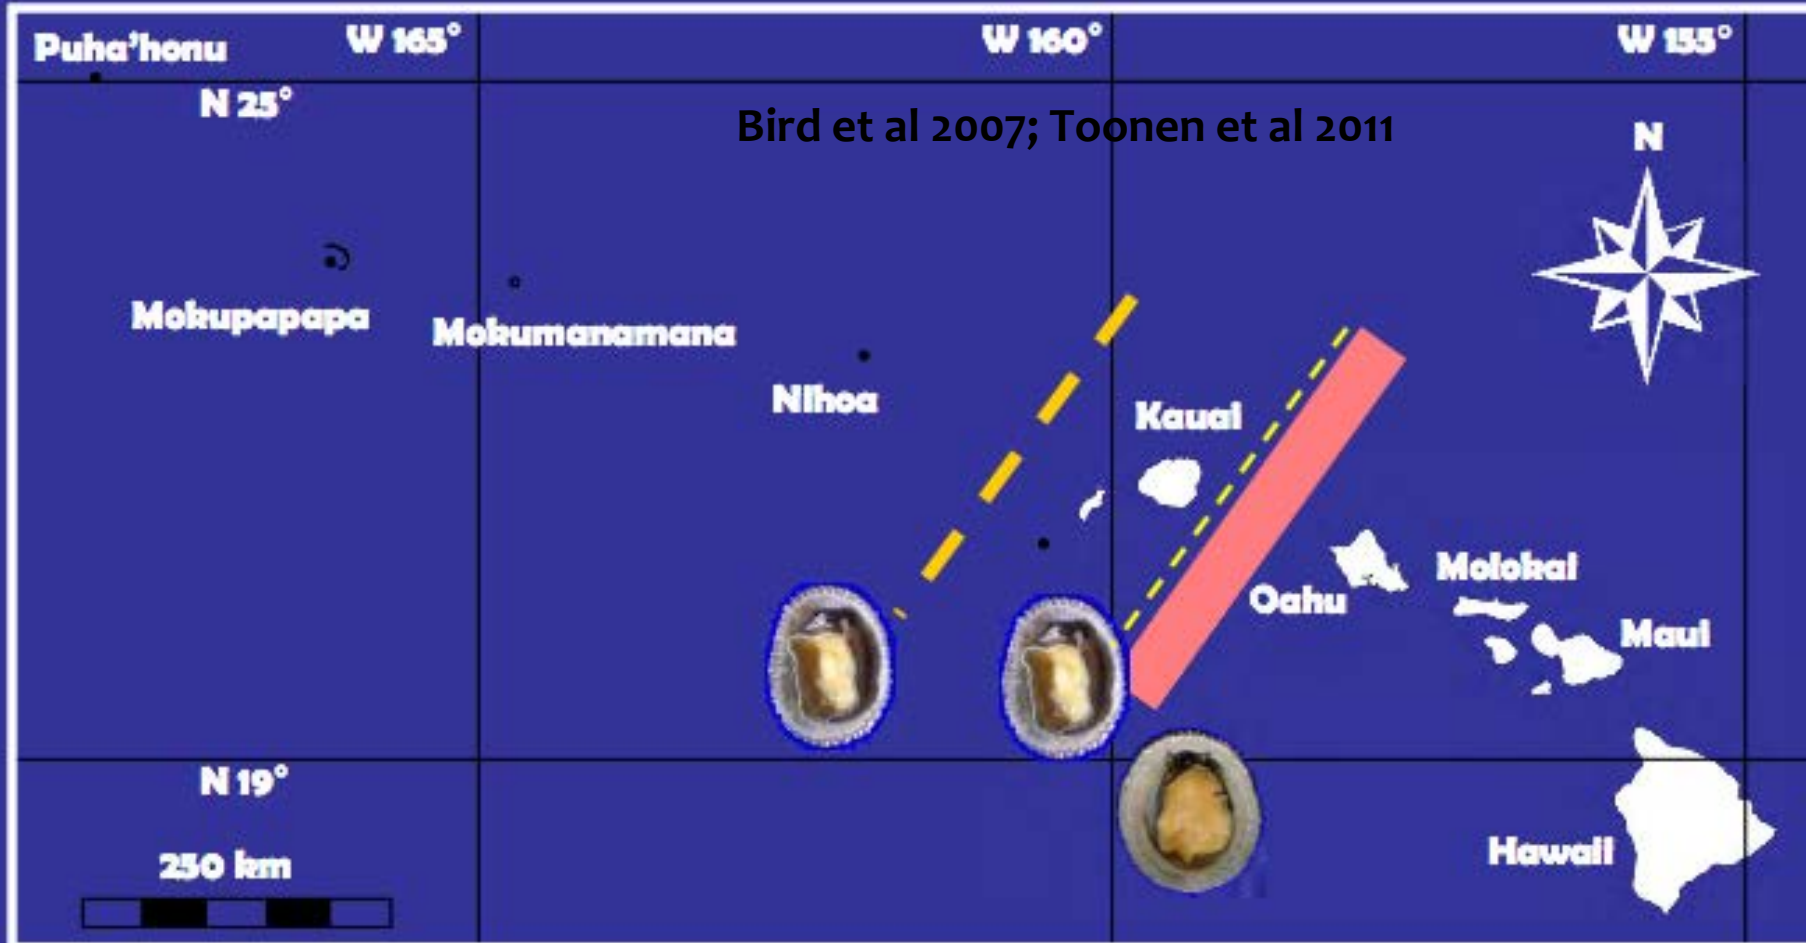 Puha'honu
W 165°
W 160°
W 155°
N 25°
Bird et al 2007; Toonen et al 2011
N
Mokupapapa
Mokumanamana
Nihoa
Kauai
Oahu
Molokai
Maui
N 19°
250 km
Hawaii